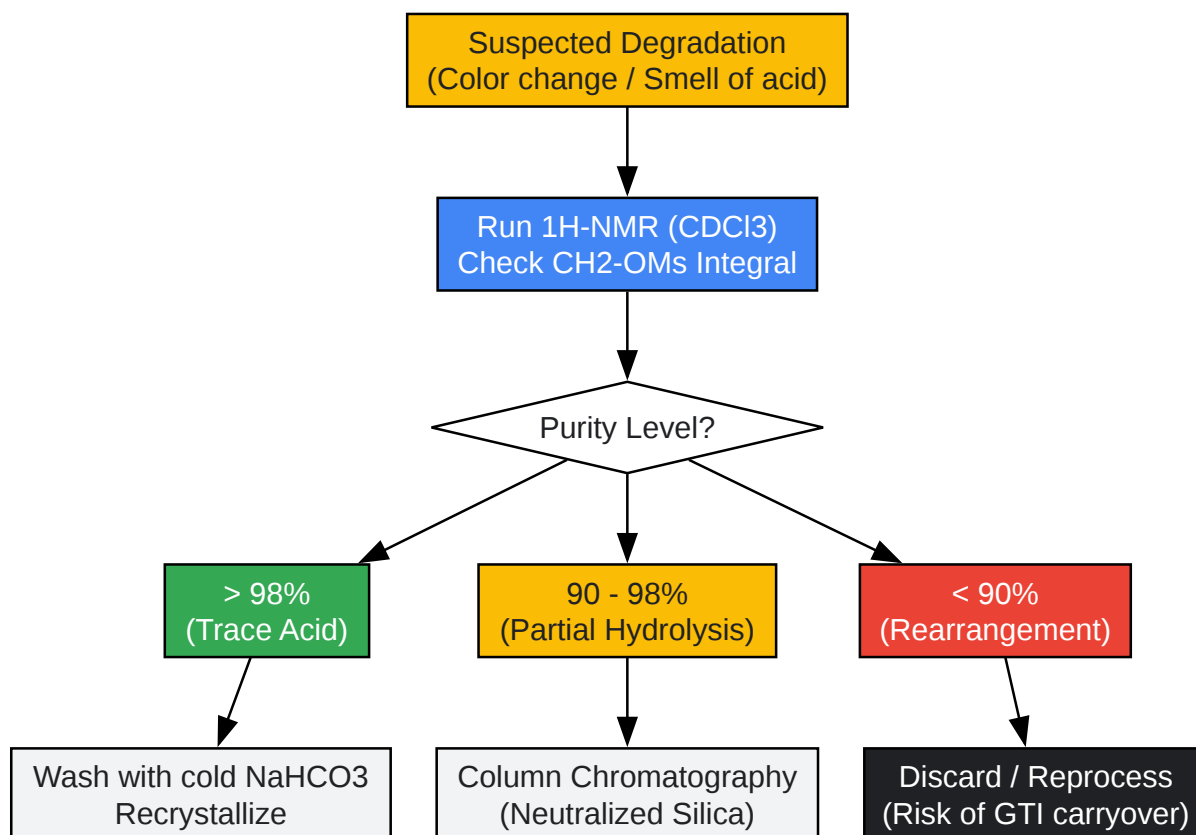 Suspected Degradation
(Color change / Smell of acid)
Run 1H-NMR (CDCl3)
Check CH2-OMs Integral
Purity Level?
> 98%
(Trace Acid)
90 - 98%
(Partial Hydrolysis)
< 90%
(Rearrangement)
Wash with cold NaHCO3
Recrystallize
Column Chromatography
(Neutralized Silica)
Discard / Reprocess
(Risk of GTI carryover)